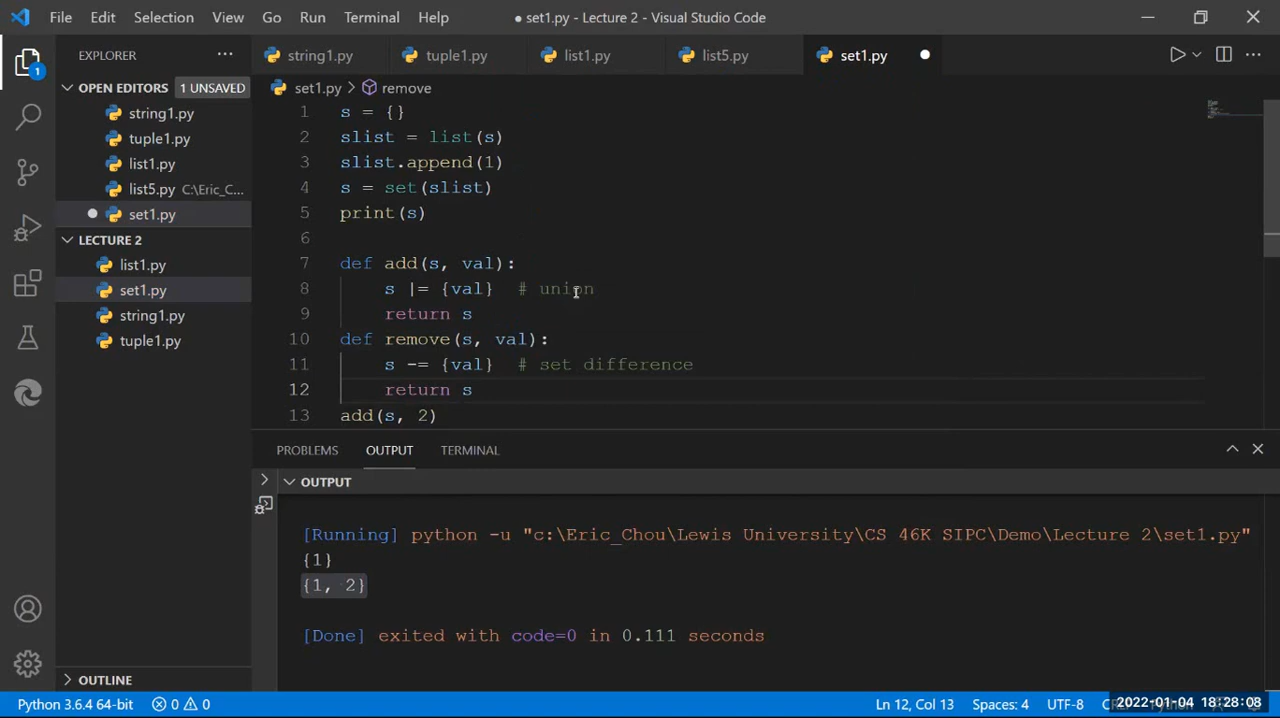 File Edit Selection View Go Run Terminal Help ● set1.py - Lecture 2 - Visual Studio Code
EXPLORER ···
string1.py tuple1.py list1.py list5.py set1.py ●
OPEN EDITORS 1 UNSAVED
string1.py
tuple1.py
list1.py
list5.py C:\Eric_C...
● set1.py
LECTURE 2
list1.py
set1.py
string1.py
tuple1.py
OUTLINE
1
set1.py > remove
1 s = {}
2 slist = list(s)
3 slist.append(1)
4 s = set(slist)
5 print(s)
6
7 def add(s, val):
8 s |= {val} # union
9 return s
10 def remove(s, val):
11 s -= {val} # set difference
12 return s
13 add(s, 2)
PROBLEMS OUTPUT TERMINAL
OUTPUT
[Running] python -u "c:\Eric_Chou\Lewis University\CS 46K SIPC\Demo\Lecture 2\set1.py"
{1}
{1, 2}
[Done] exited with code=0 in 0.111 seconds
Python 3.6.4 64-bit 0 0 Ln 12, Col 13 Spaces: 4 UTF-8 2022-01-04 18:28:08